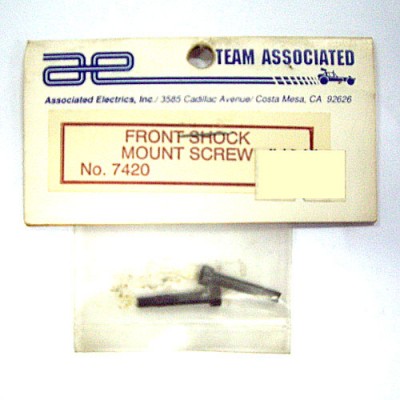 ae TEAM ASSOCIATED
Associated Electrics, Inc./ 3585 Cadillac Avenue/ Costa Mesa, CA 92626
FRONT SHOCK
MOUNT SCREW
No. 7420